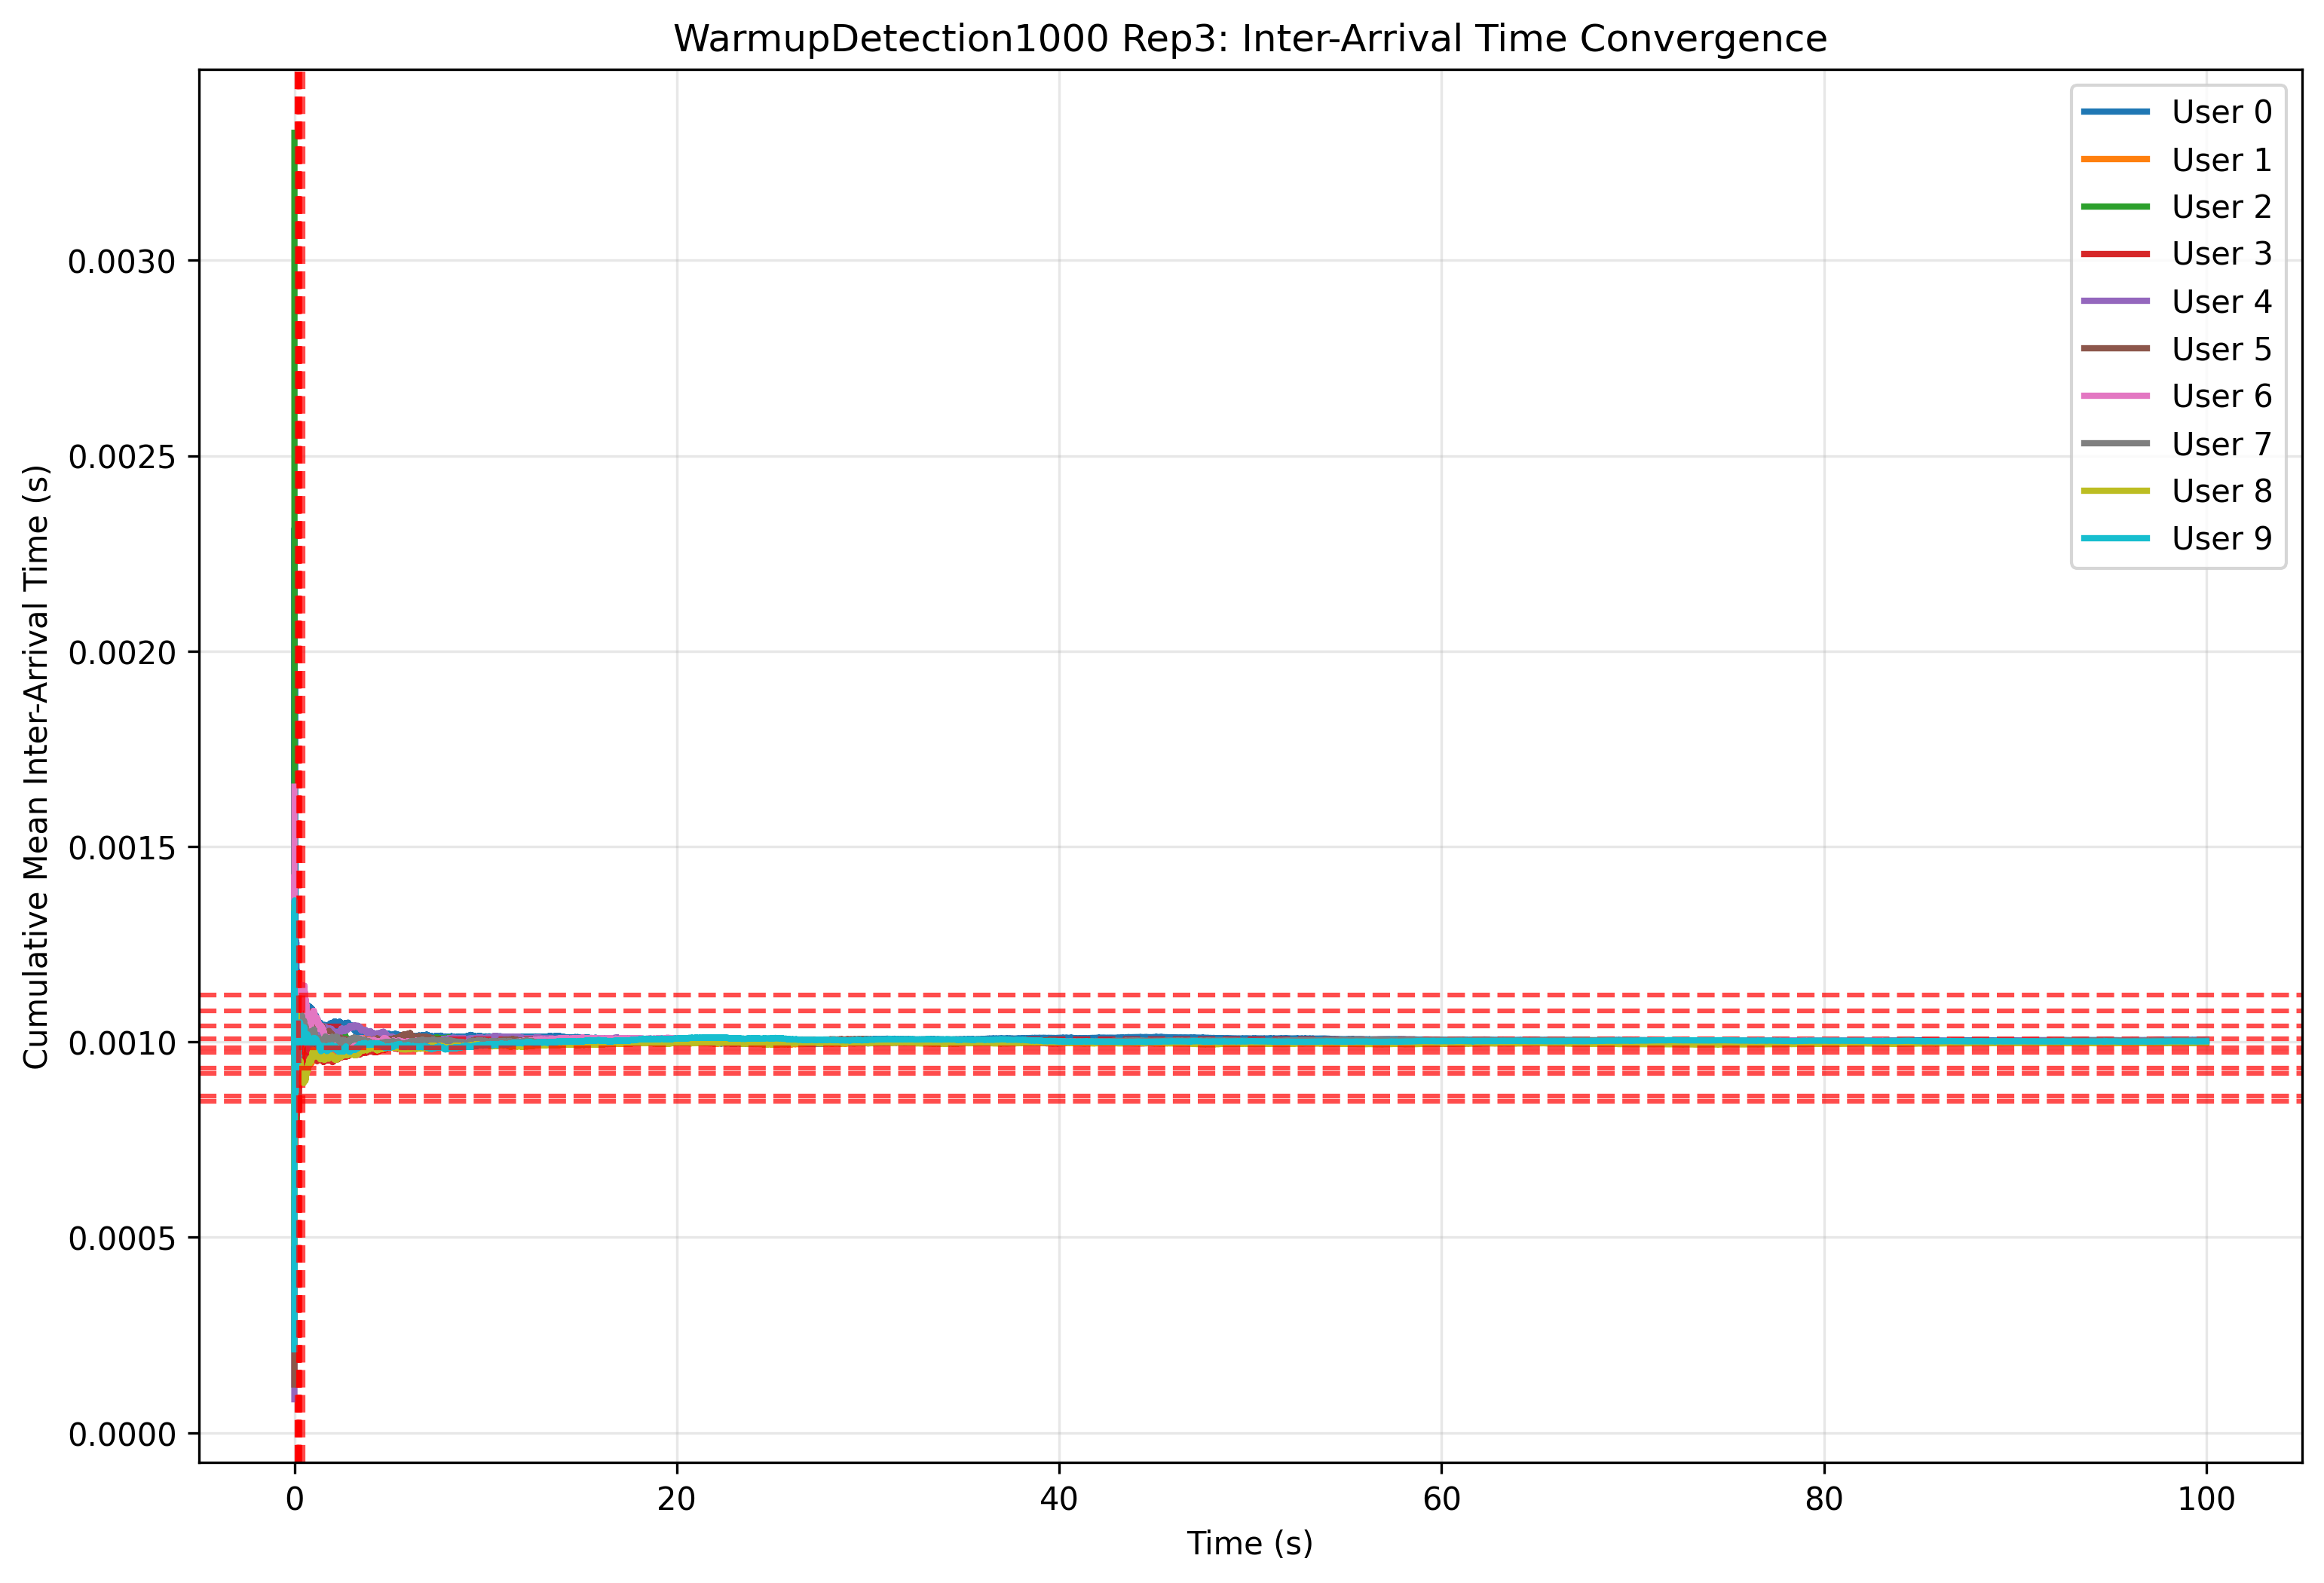 WarmupDetection1000 Rep3: Inter-Arrival Time Convergence
User 0
User 1
User 2
User 3
User 4
User 5
User 6
User 7
User 8
User 9
Cumulative Mean Inter-Arrival Time (s)
0.0030
0.0025
0.0020
0.0015
0.0010
0.0005
0.0000
0
20
40
60
80
100
Time (s)